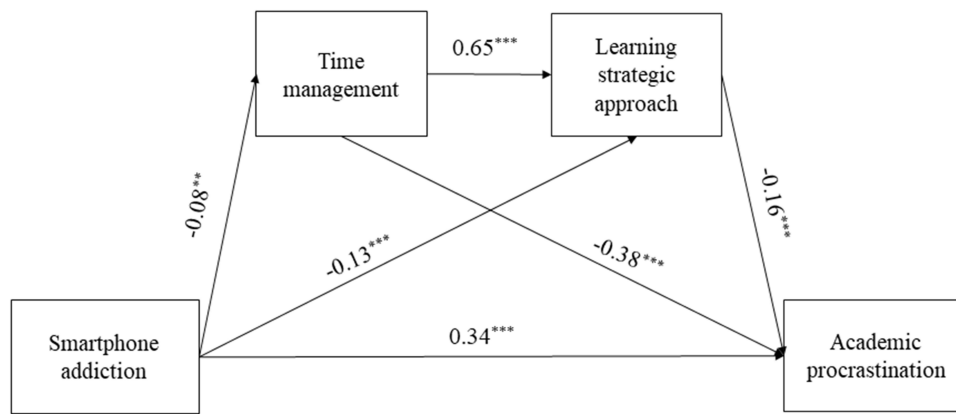 Time
management
0.65***
Learning
strategic
approach
-0.08**
-0.13***
-0.38***
-0.16***
Smartphone
addiction
0.34***
Academic
procrastination